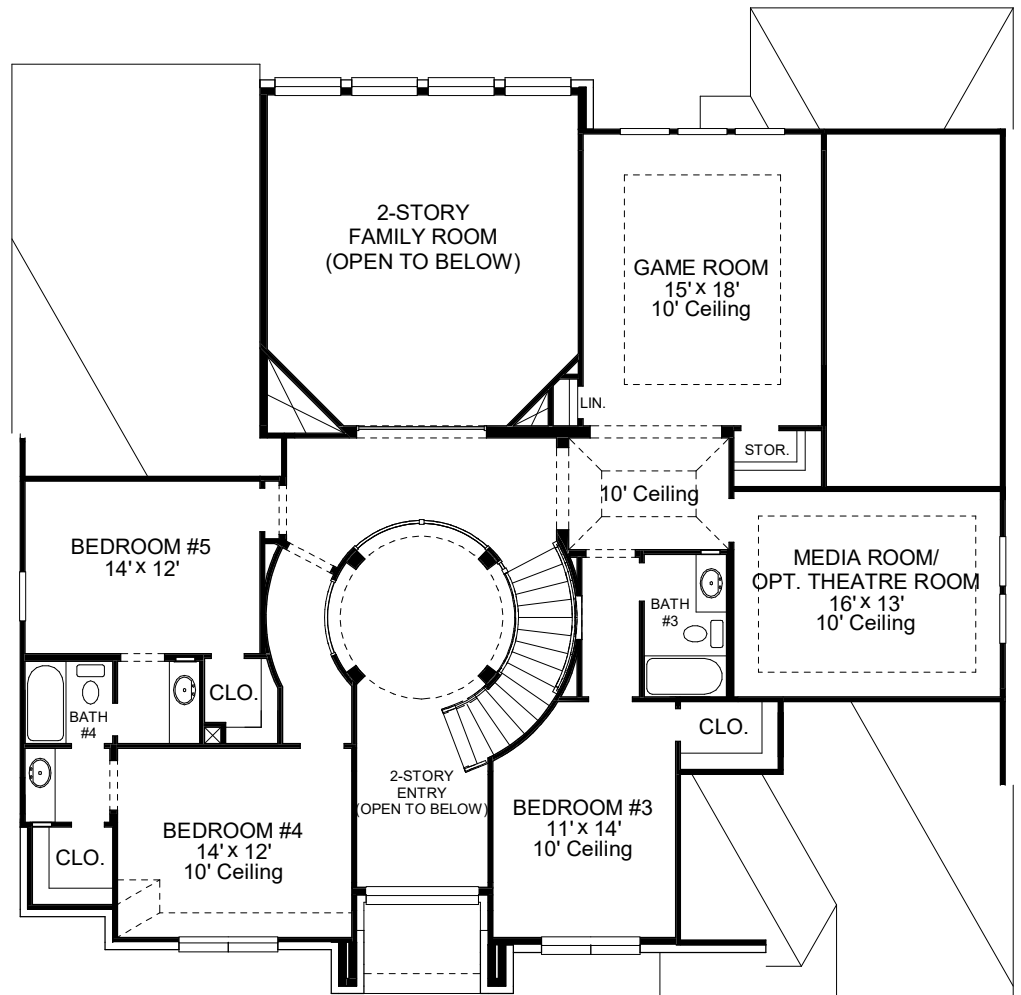 2-STORY
FAMILY ROOM
(OPEN TO BELOW)
GAME ROOM
15' x 18'
10' Ceiling
LIN.
STOR.
10' Ceiling
BEDROOM #5
14' x 12'
MEDIA ROOM/
OPT. THEATRE ROOM
16' x 13'
10' Ceiling
BATH
#3
CLO.
BATH
#4
CLO.
2-STORY
ENTRY
(OPEN TO BELOW)
BEDROOM #3
11' x 14'
10' Ceiling
BEDROOM #4
14' x 12'
10' Ceiling
CLO.